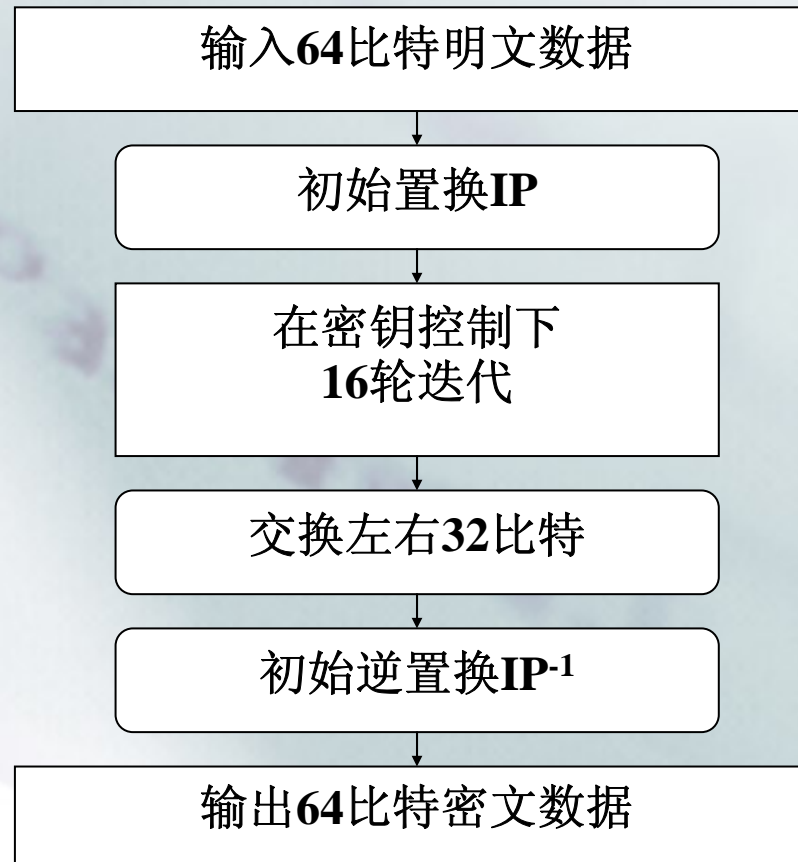 输入64比特明文数据
初始置换IP
在密钥控制下
16轮迭代
交换左右32比特
初始逆置换IP-1
输出64比特密文数据